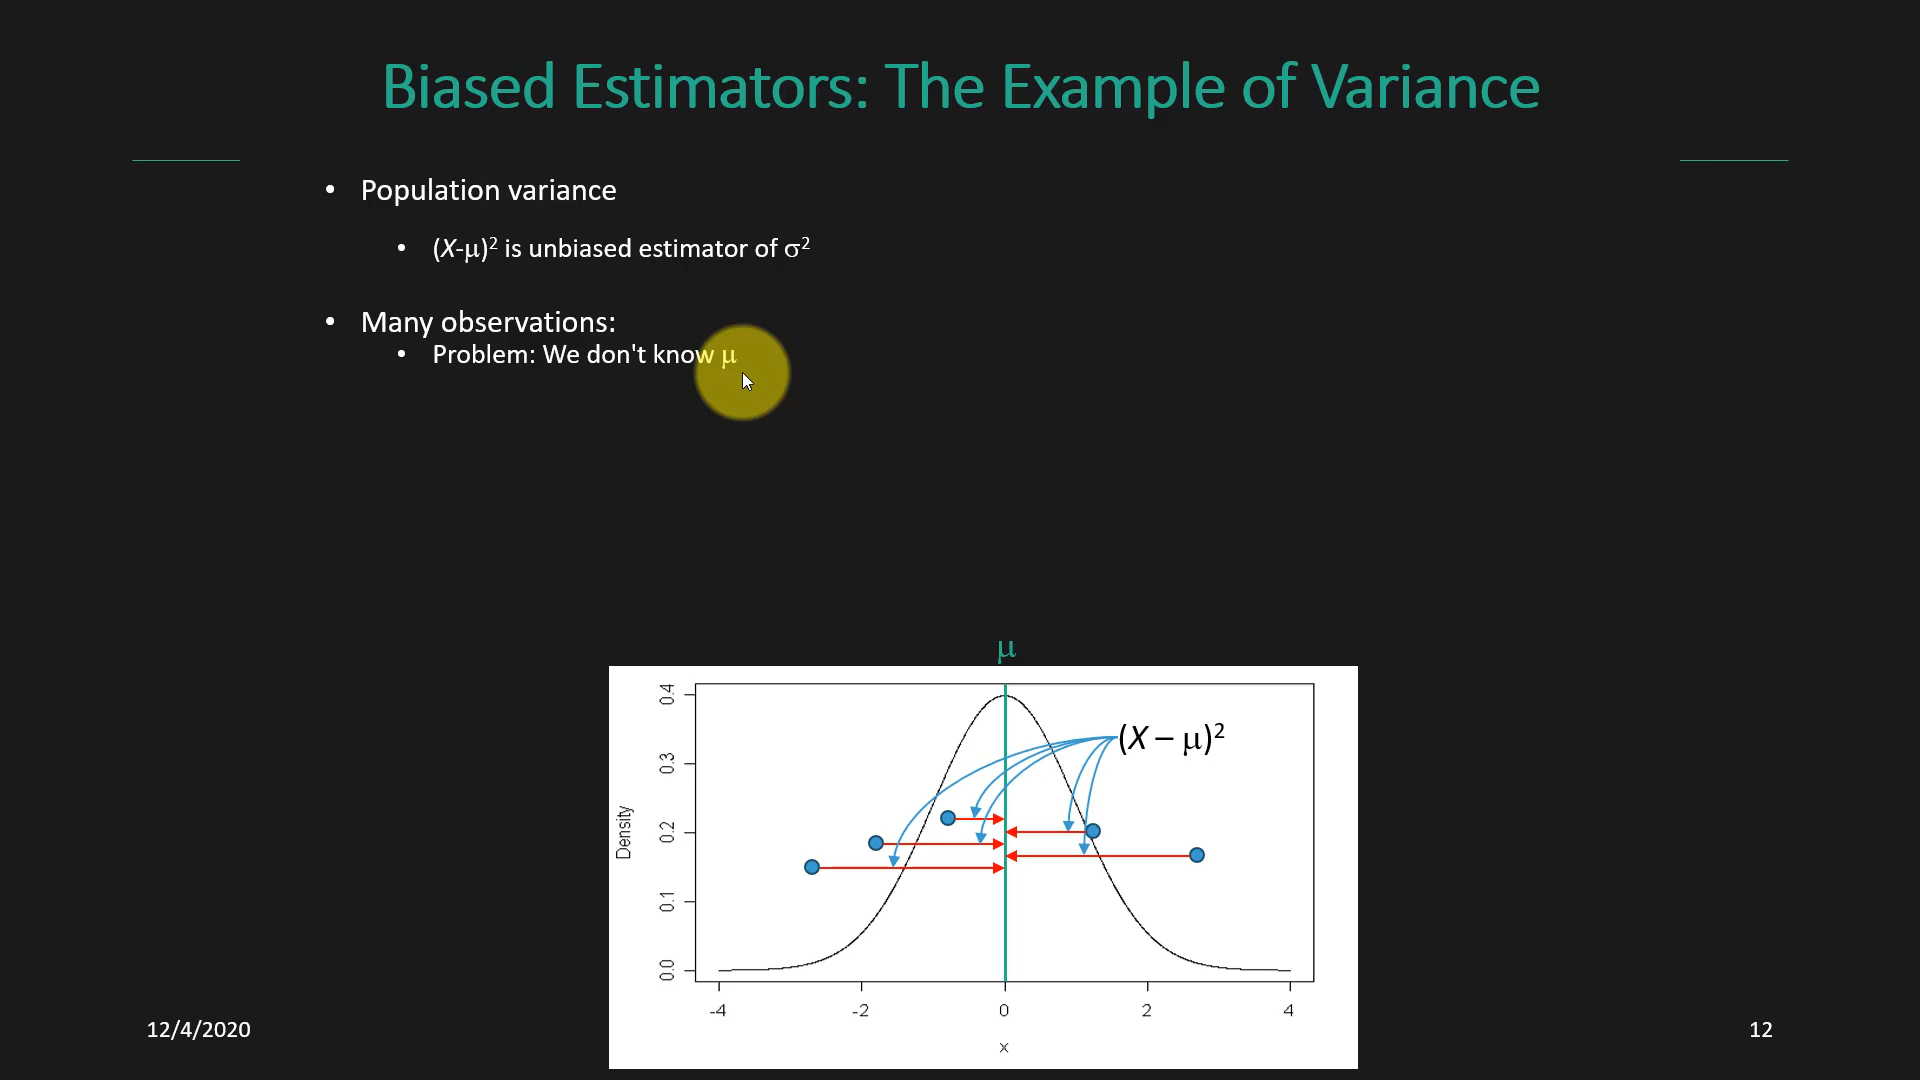 Biased Estimators: The Example of Variance
• Population variance
• (X-μ)² is unbiased estimator of σ²
• Many observations:
• Problem: We don't know μ
μ
(X – μ)²
Density
0.4
0.3
0.2
0.1
0.0
-4 -2 0 2 4
x
12/4/2020
12